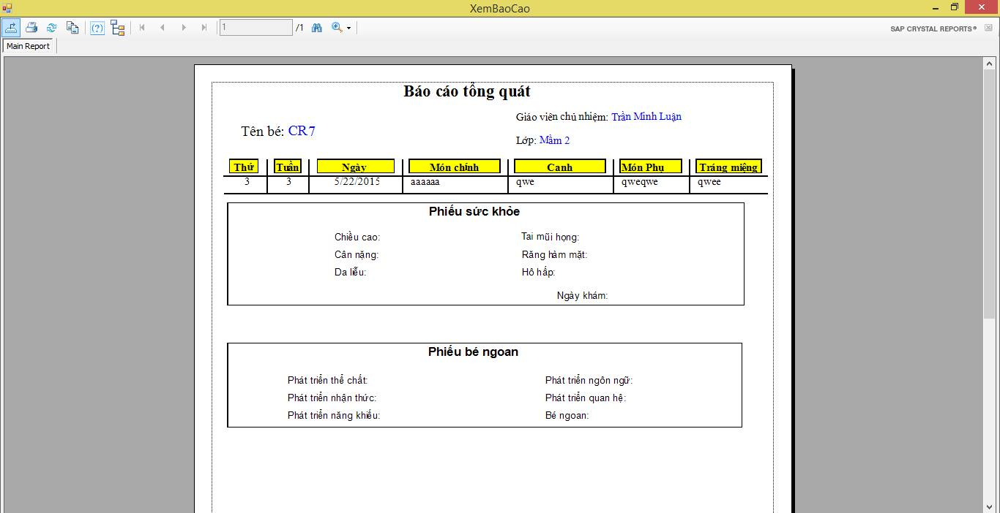 XemBaoCao
1 /1
SAP CRYSTAL REPORTS®
Main Report
Báo cáo tổng quát
Giáo viên chủ nhiệm: Trần Minh Luận
Tên bé: CR7
Lớp: Mầm 2
Thứ Tuần Ngày Món chính Canh Món Phụ Tráng miệng
3 3 5/22/2015 aaaaaa qwe qweqwe qwee
Phiếu sức khỏe
Chiều cao: Tai mũi họng:
Cân nặng: Răng hàm mặt:
Da liễu: Hô hấp:
Ngày khám:
Phiếu bé ngoan
Phát triển thể chất: Phát triển ngôn ngữ:
Phát triển nhận thức: Phát triển quan hệ:
Phát triển năng khiếu: Bé ngoan: